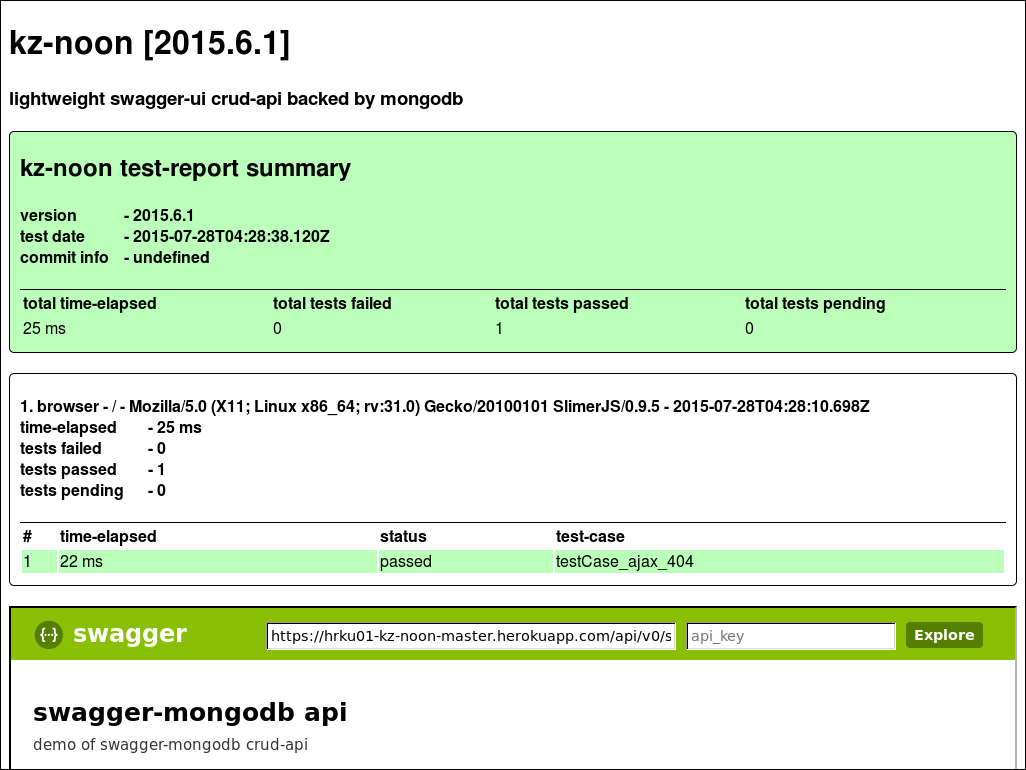 kz-noon [2015.6.1]
lightweight swagger-ui crud-api backed by mongodb
kz-noon test-report summary
version - 2015.6.1
test date - 2015-07-28T04:28:38.120Z
commit info - undefined
total time-elapsed total tests failed total tests passed total tests pending
25 ms 0 1 0
1. browser - / - Mozilla/5.0 (X11; Linux x86_64; rv:31.0) Gecko/20100101 SlimerJS/0.9.5 - 2015-07-28T04:28:10.698Z
time-elapsed - 25 ms
tests failed - 0
tests passed - 1
tests pending - 0
# time-elapsed status test-case
1 22 ms passed testCase_ajax_404
{··} swagger https://hrku01-kz-noon-master.herokuapp.com/api/v0/s api_key Explore
swagger-mongodb api
demo of swagger-mongodb crud-api